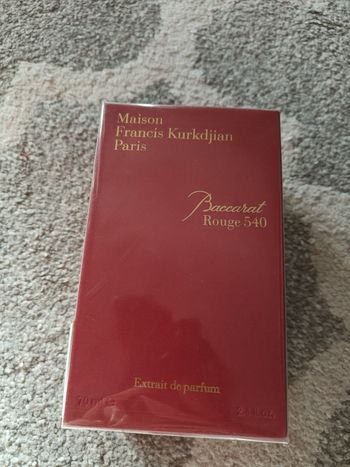 Maison
Francis Kurkdjian
Paris
Baccarat
Rouge 540
Extrait de parfum
70 ml e 2.4 fl.oz.